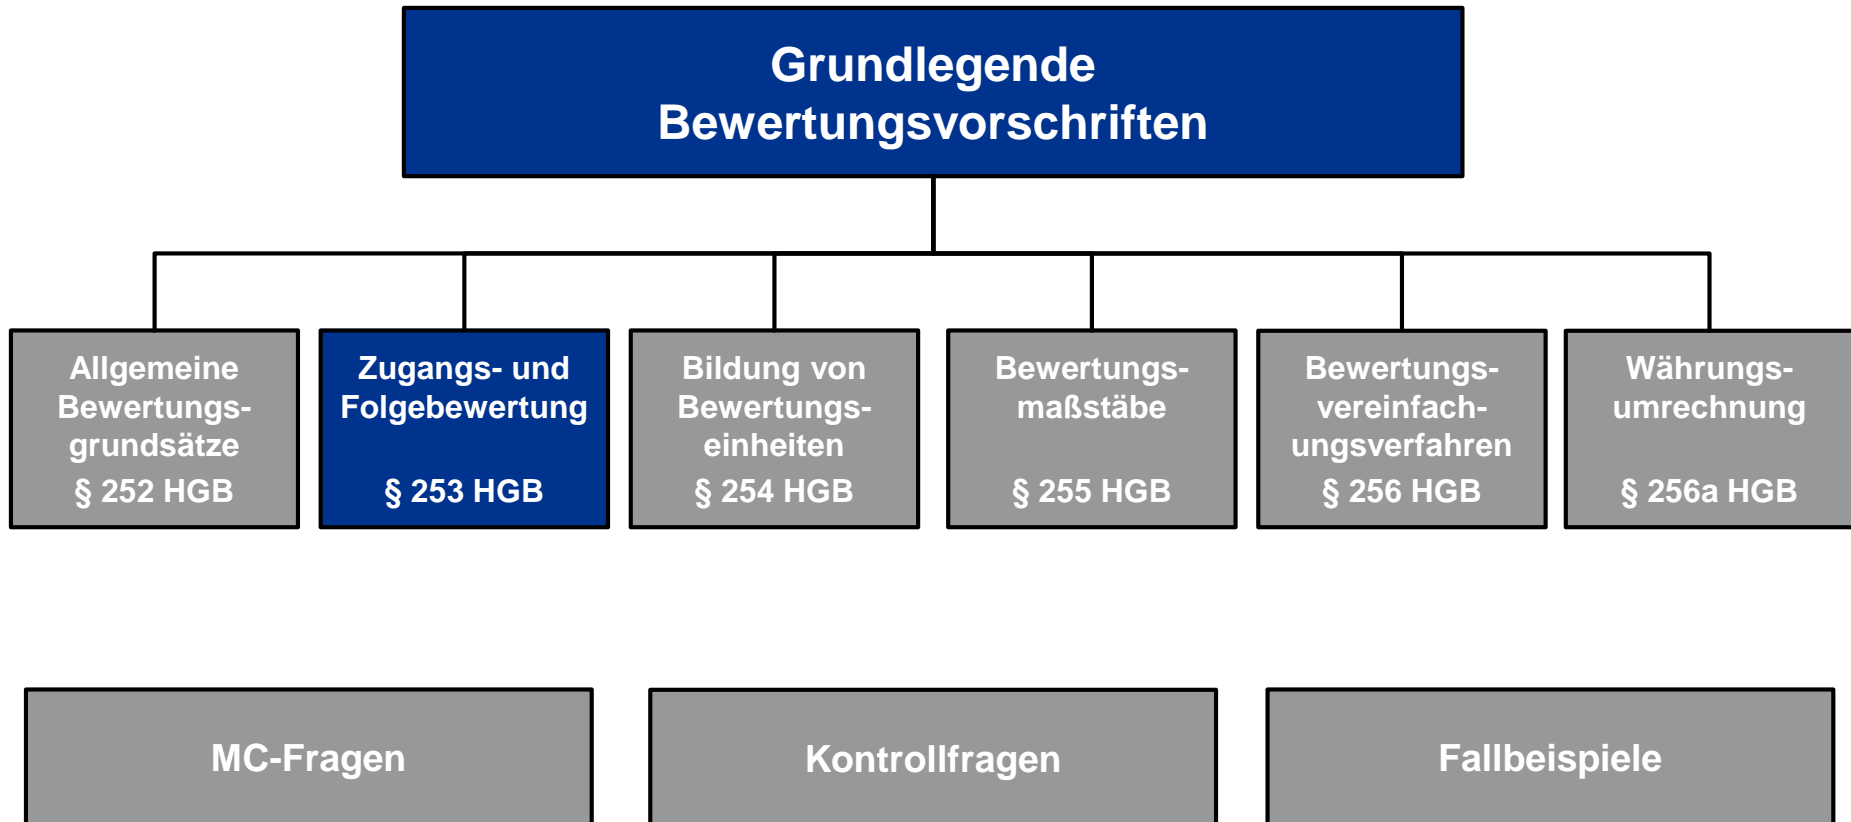 Grundlegende
Bewertungsvorschriften
Allgemeine
Bewertungs-
grundsätze
§ 252 HGB
Zugangs- und
Folgebewertung
§ 253 HGB
Bildung von
Bewertungs-
einheiten
§ 254 HGB
Bewertungs-
maßstäbe
§ 255 HGB
Bewertungs-
vereinfach-
ungsverfahren
§ 256 HGB
Währungs-
umrechnung
§ 256a HGB
MC-Fragen
Kontrollfragen
Fallbeispiele